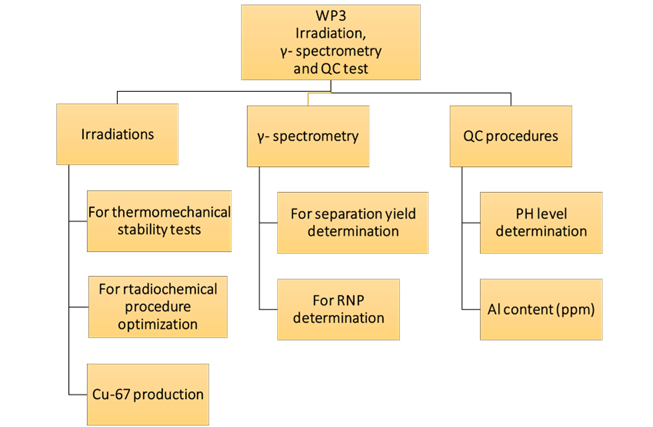 WP3
Irradiation,
γ- spectrometry
and QC test
Irradiations
γ- spectrometry
QC procedures
For thermomechanical
stability tests
For separation yield
determination
PH level
determination
For rtadiochemical
procedure
optimization
For RNP
determination
Al content (ppm)
Cu-67 production